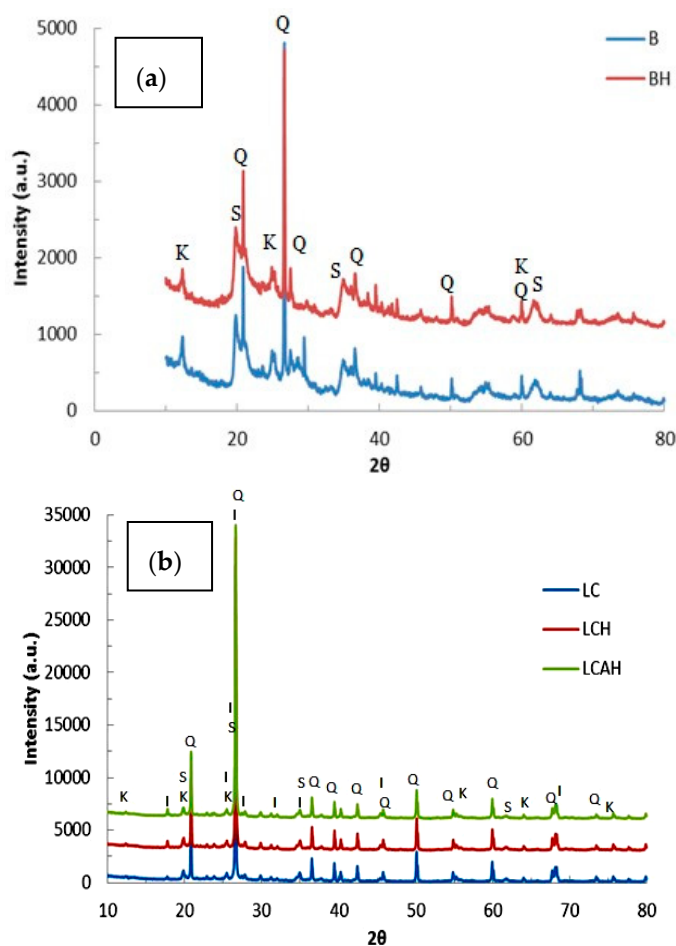 (a)
B
BH
5000
4000
3000
2000
1000
0
Intensity (a.u.)
K
S
Q
K
Q
Q
S
Q
Q
K
Q
S
0
20
40
60
80
2θ
(b)
LC
LCH
LCAH
35000
30000
25000
20000
15000
10000
5000
0
Intensity (a.u.)
K
I
S
K
Q
I
K
I
S
Q
I
I
I
S
I
Q
Q
Q
I
Q
Q
Q
K
Q
S
K
Q
I
Q
K
10
20
30
40
50
60
70
80
2θ